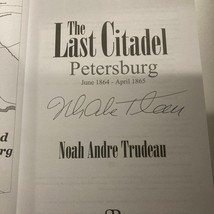 The
Last Citadel
Petersburg
June 1864 - April 1865
Noah Andre Trudeau